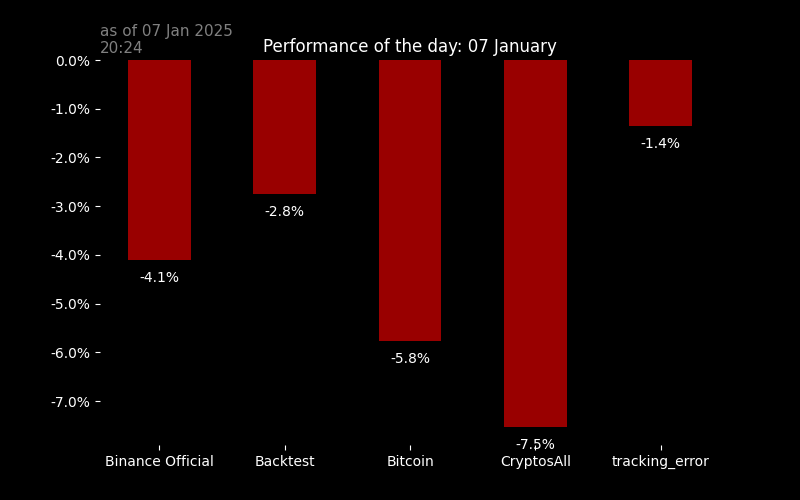 as of 07 Jan 2025
20:24
Performance of the day: 07 January
0.0%
-1.0%
-2.0%
-3.0%
-4.0%
-5.0%
-6.0%
-7.0%
-4.1%
-2.8%
-5.8%
-7.5%
-1.4%
Binance Official
Backtest
Bitcoin
CryptosAll
tracking_error